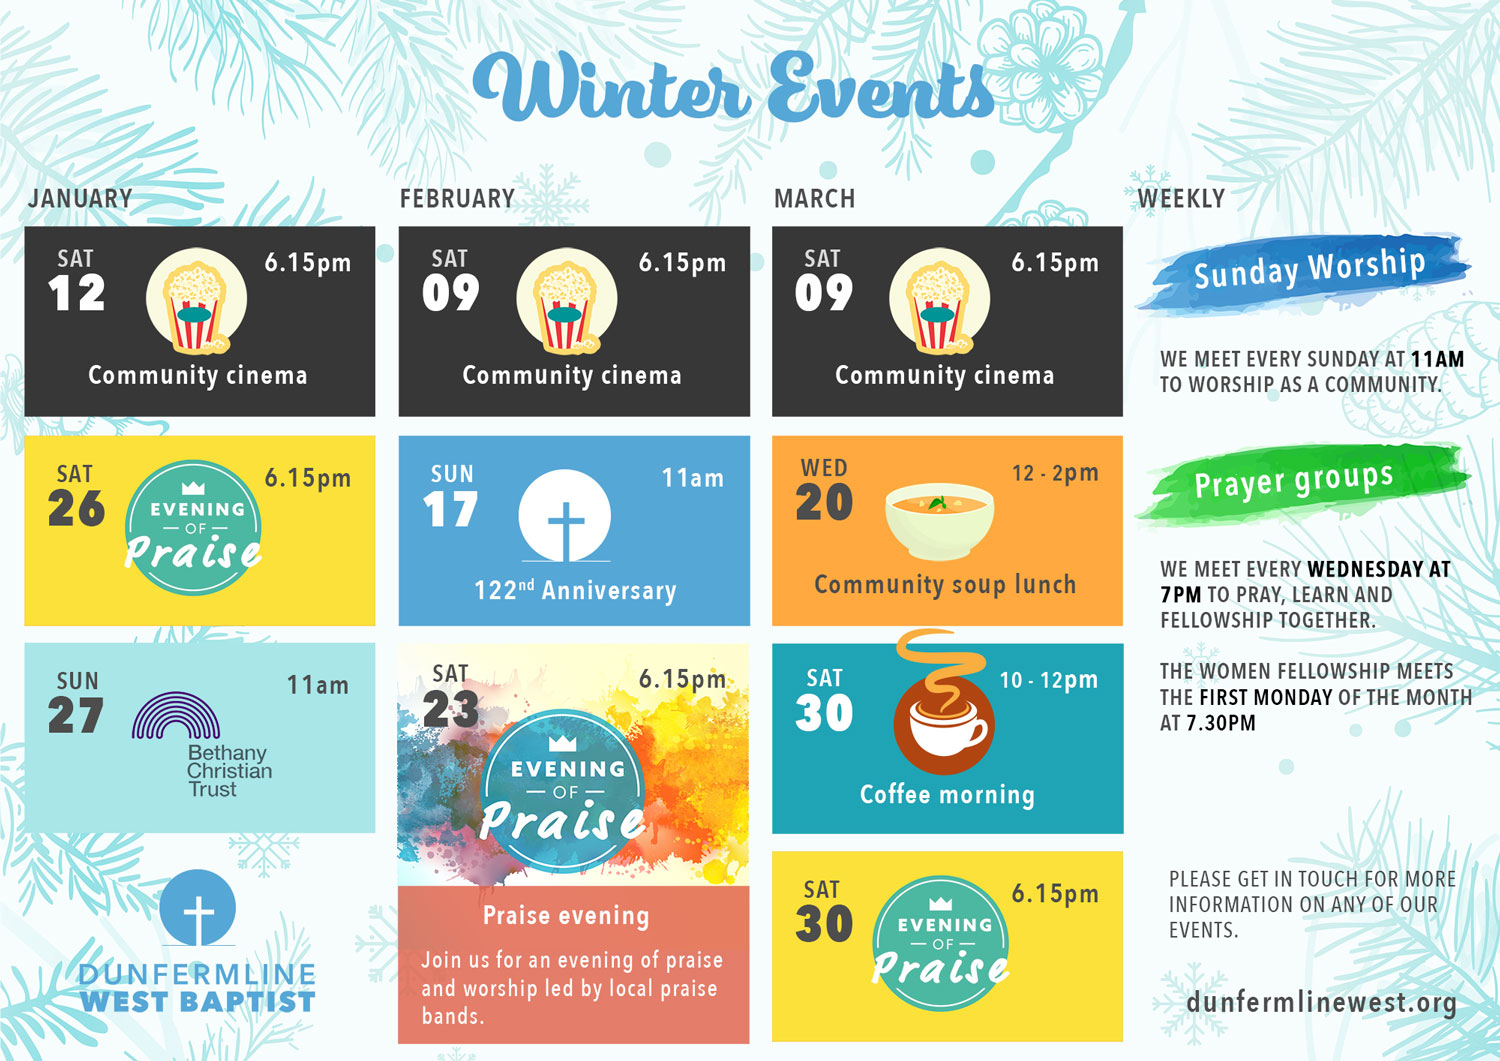 Winter Events
JANUARY
SAT
12
6.15pm
Community cinema
SAT
26
6.15pm
EVENING
OF
Praise
SUN
27
11am
Bethany
Christian
Trust
DUNFERMLINE
WEST BAPTIST
FEBRUARY
SAT
09
6.15pm
Community cinema
SUN
17
11am
122nd Anniversary
SAT
23
6.15pm
EVENING
OF
Praise
Praise evening
Join us for an evening of praise
and worship led by local praise
bands.
MARCH
SAT
09
6.15pm
Community cinema
WED
20
12 - 2pm
Community soup lunch
SAT
30
10 - 12pm
Coffee morning
SAT
30
6.15pm
EVENING
OF
Praise
WEEKLY
Sunday Worship
WE MEET EVERY SUNDAY AT 11AM
TO WORSHIP AS A COMMUNITY.
Prayer groups
WE MEET EVERY WEDNESDAY AT
7PM TO PRAY, LEARN AND
FELLOWSHIP TOGETHER.
THE WOMEN FELLOWSHIP MEETS
THE FIRST MONDAY OF THE MONTH
AT 7.30PM
PLEASE GET IN TOUCH FOR MORE
INFORMATION ON ANY OF OUR
EVENTS.
dunfermlinewest.org